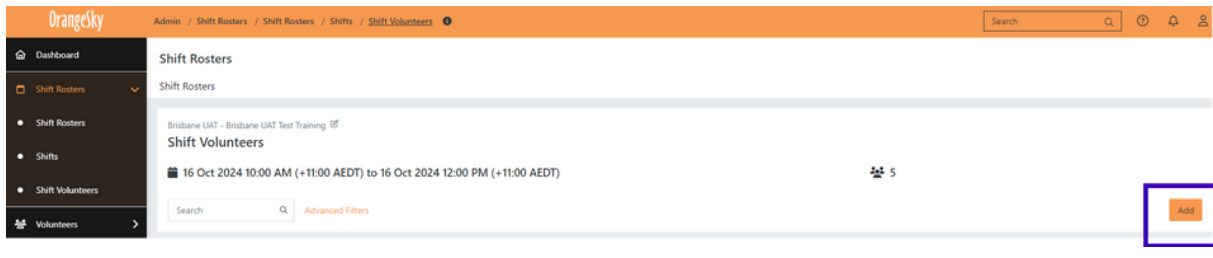 OrangeSky
Admin / Shift Rosters / Shift Rosters / Shifts / Shift Volunteers
Search
Dashboard
Shift Rosters
Shift Rosters
Shifts
Shift Volunteers
Volunteers
Shift Rosters
Shift Rosters
Brisbane UAT - Brisbane UAT Test Training
Shift Volunteers
16 Oct 2024 10:00 AM (+11:00 AEDT) to 16 Oct 2024 12:00 PM (+11:00 AEDT)
5
Search
Advanced Filters
Add